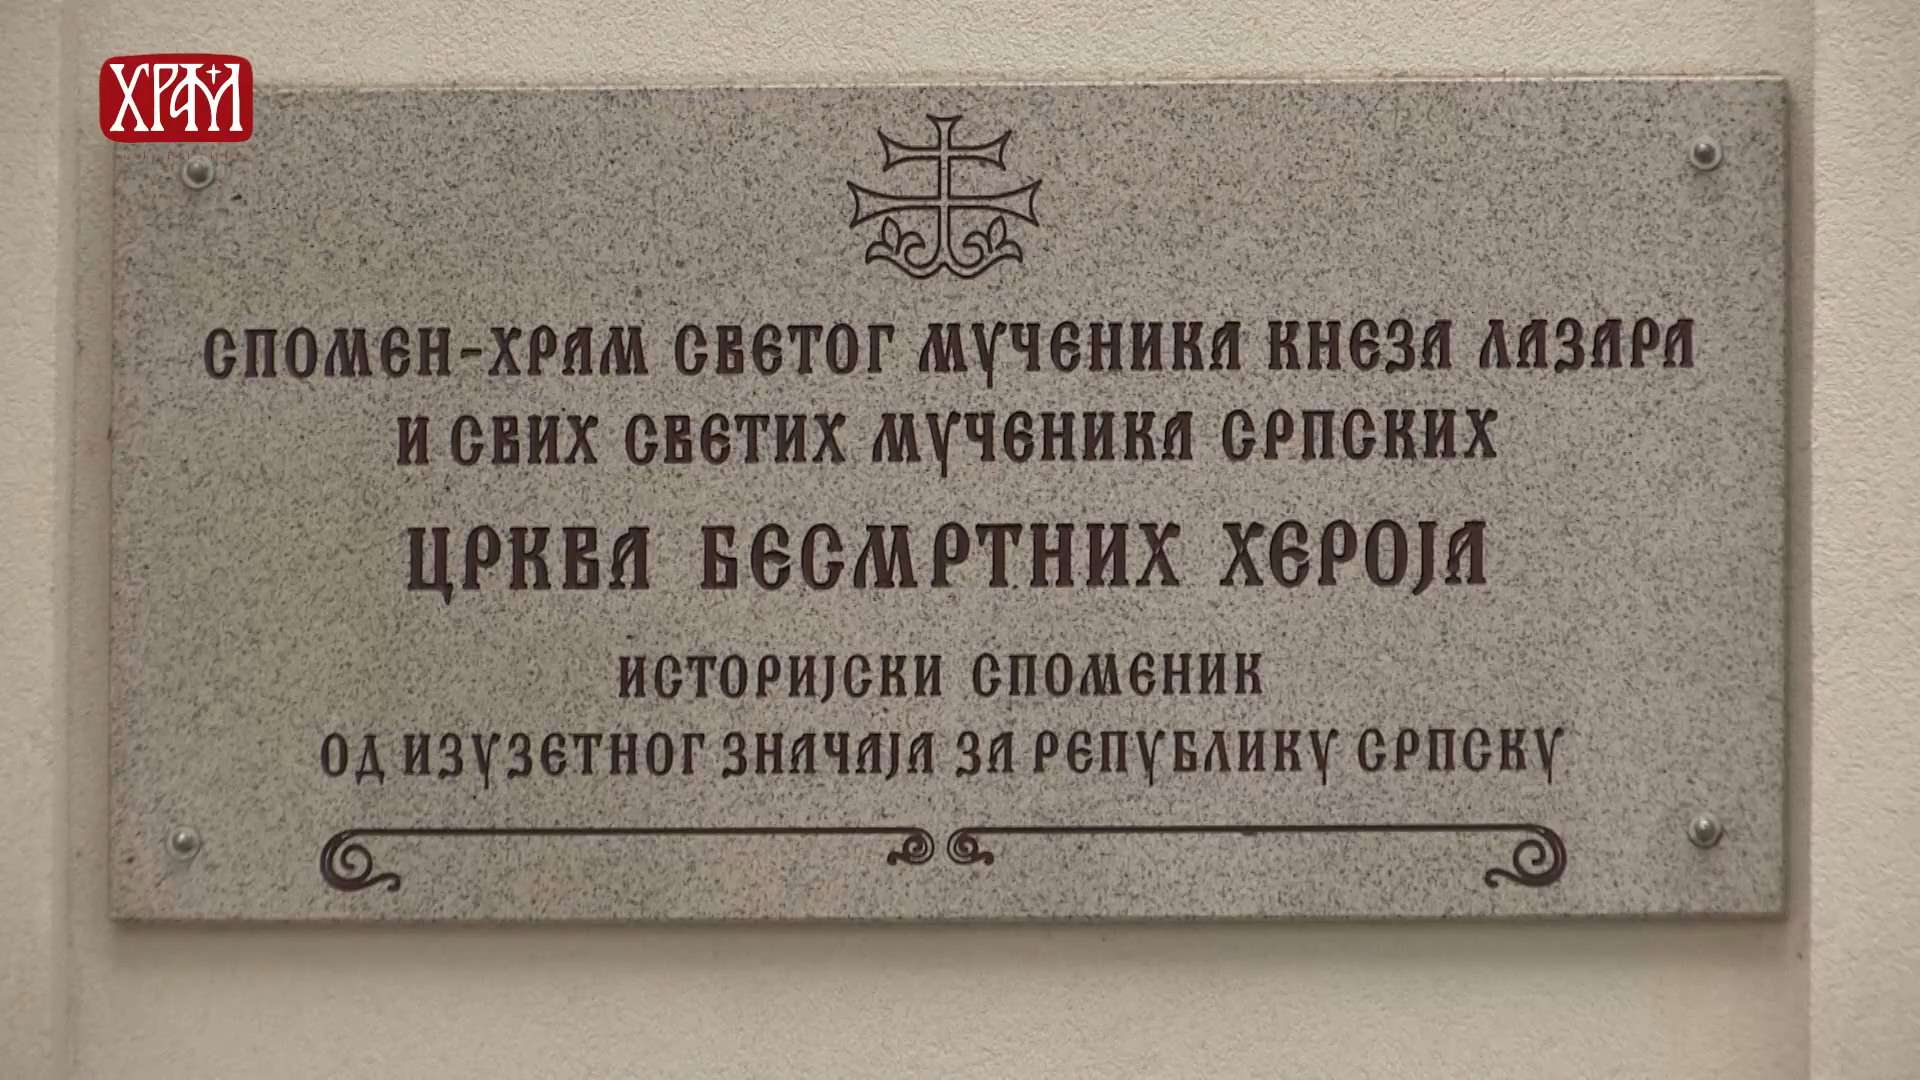 ХРАМ
СПОМЕН-ХРАМ СВЕТОГ МУЧЕНИКА КНЕЗА ЛАЗАРА
И СВИХ СВЕТИХ МУЧЕНИКА СРПСКИХ
ЦРКВА БЕСМРТНИХ ХЕРОЈА
ИСТОРИЈСКИ СПОМЕНИК
ОД ИЗУЗЕТНОГ ЗНАЧАЈА ЗА РЕПУБЛИКУ СРПСКУ